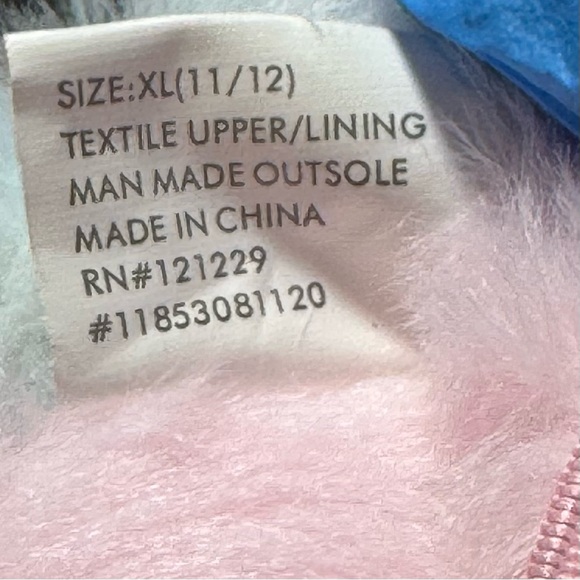 SIZE:XL(11/12)
TEXTILE UPPER/LINING
MAN MADE OUTSOLE
MADE IN CHINA
RN#121229
#11853081120